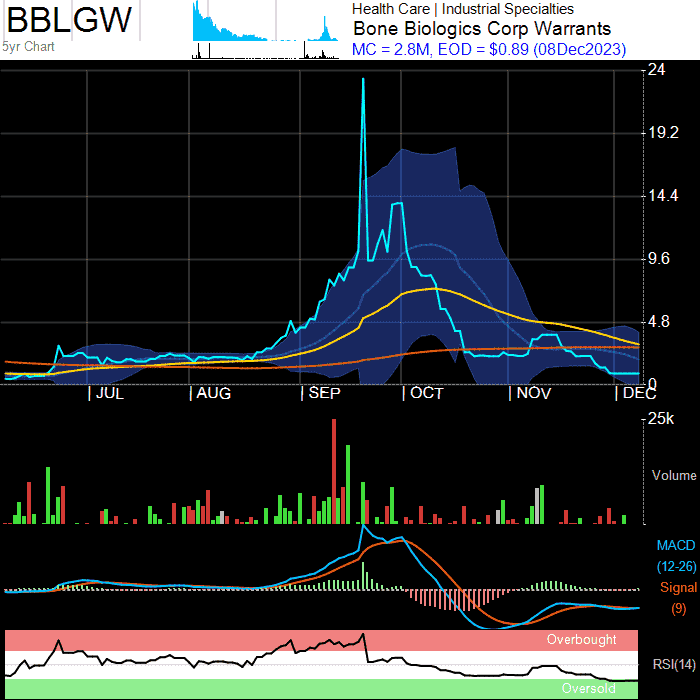 BBLGW
5yr Chart
Health Care | Industrial Specialties
Bone Biologics Corp Warrants
MC = 2.8M, EOD = $0.89 (08Dec2023)
24
19.2
14.4
9.6
4.8
0
JUL AUG SEP OCT NOV DEC
25k
Volume
MACD
(12-26)
Signal
(9)
Overbought
RSI(14)
Oversold